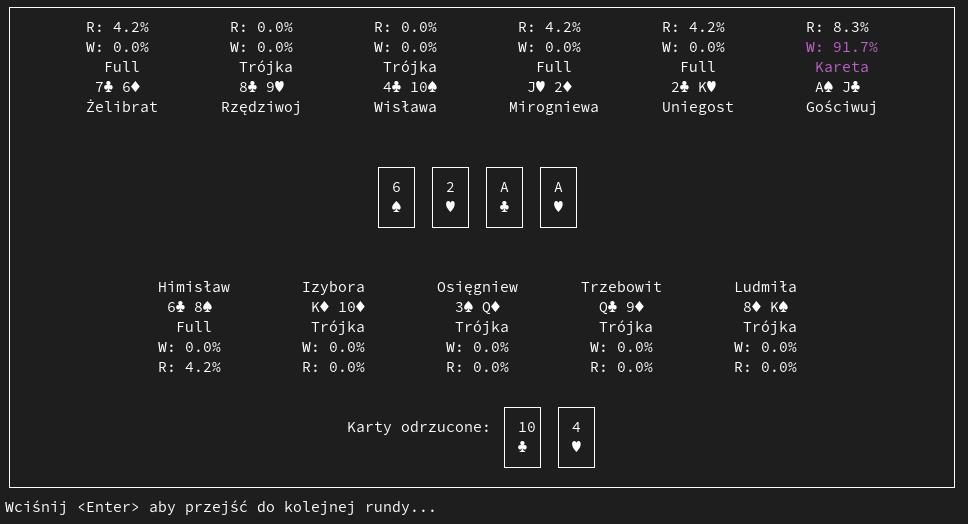 R: 4.2% R: 0.0% R: 0.0% R: 4.2% R: 4.2% R: 8.3%
W: 0.0% W: 0.0% W: 0.0% W: 0.0% W: 0.0% W: 91.7%
Full Trójka Trójka Full Full Kareta
7♣ 6♦ 8♣ 9♥ 4♣ 10♠ J♥ 2♦ 2♣ K♥ A♠ J♣
Żelibrat Rzędziwoj Wisława Mirogniewa Uniegost Gościwuj
6 2 A A
♠ ♥ ♣ ♥
Himisław Izybora Osięgniew Trzebowit Ludmiła
6♣ 8♠ K♦ 10♦ 3♠ Q♦ Q♣ 9♦ 8♦ K♠
Full Trójka Trójka Trójka Trójka
W: 0.0% W: 0.0% W: 0.0% W: 0.0% W: 0.0%
R: 4.2% R: 0.0% R: 0.0% R: 0.0% R: 0.0%
Karty odrzucone: 10 4
♣ ♥
Wciśnij <Enter> aby przejść do kolejnej rundy...